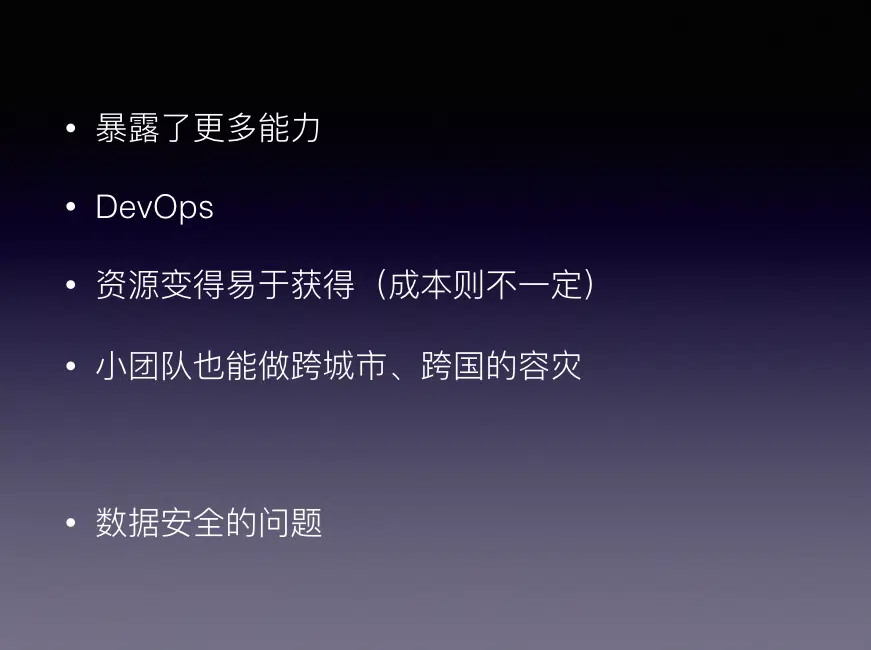 • 暴露了更多能力
• DevOps
• 资源变得易于获得（成本则不一定）
• 小团队也能做跨城市、跨国的容灾
• 数据安全的问题